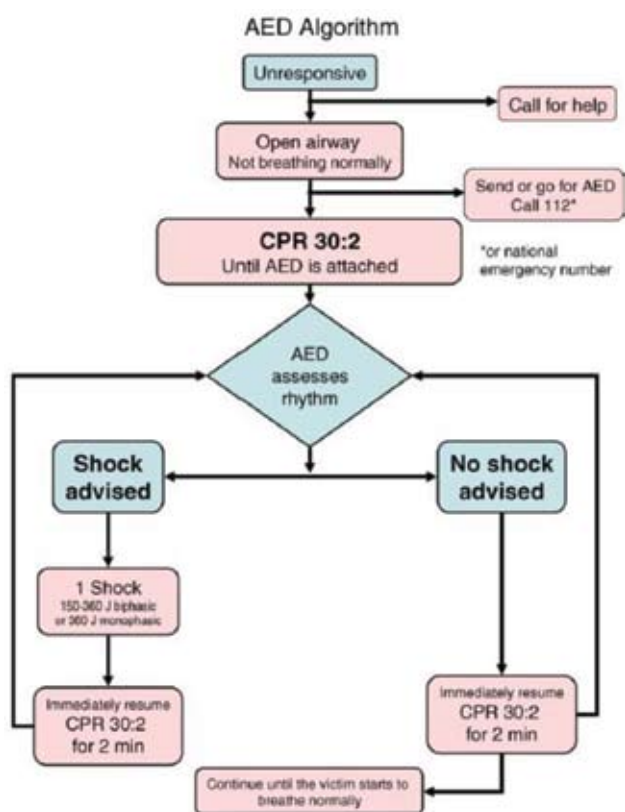 AED Algorithm
Unresponsive
Call for help
Open airway
Not breathing normally
Send or go for AED
Call 112*
CPR 30:2
Until AED is attached
*or national
emergency number
AED
assesses
rhythm
Shock
advised
No shock
advised
1 Shock
150-360 J biphasic
or 360 J monophasic
Immediately resume
CPR 30:2
for 2 min
Immediately resume
CPR 30:2
for 2 min
Continue until the victim starts to
breathe normally